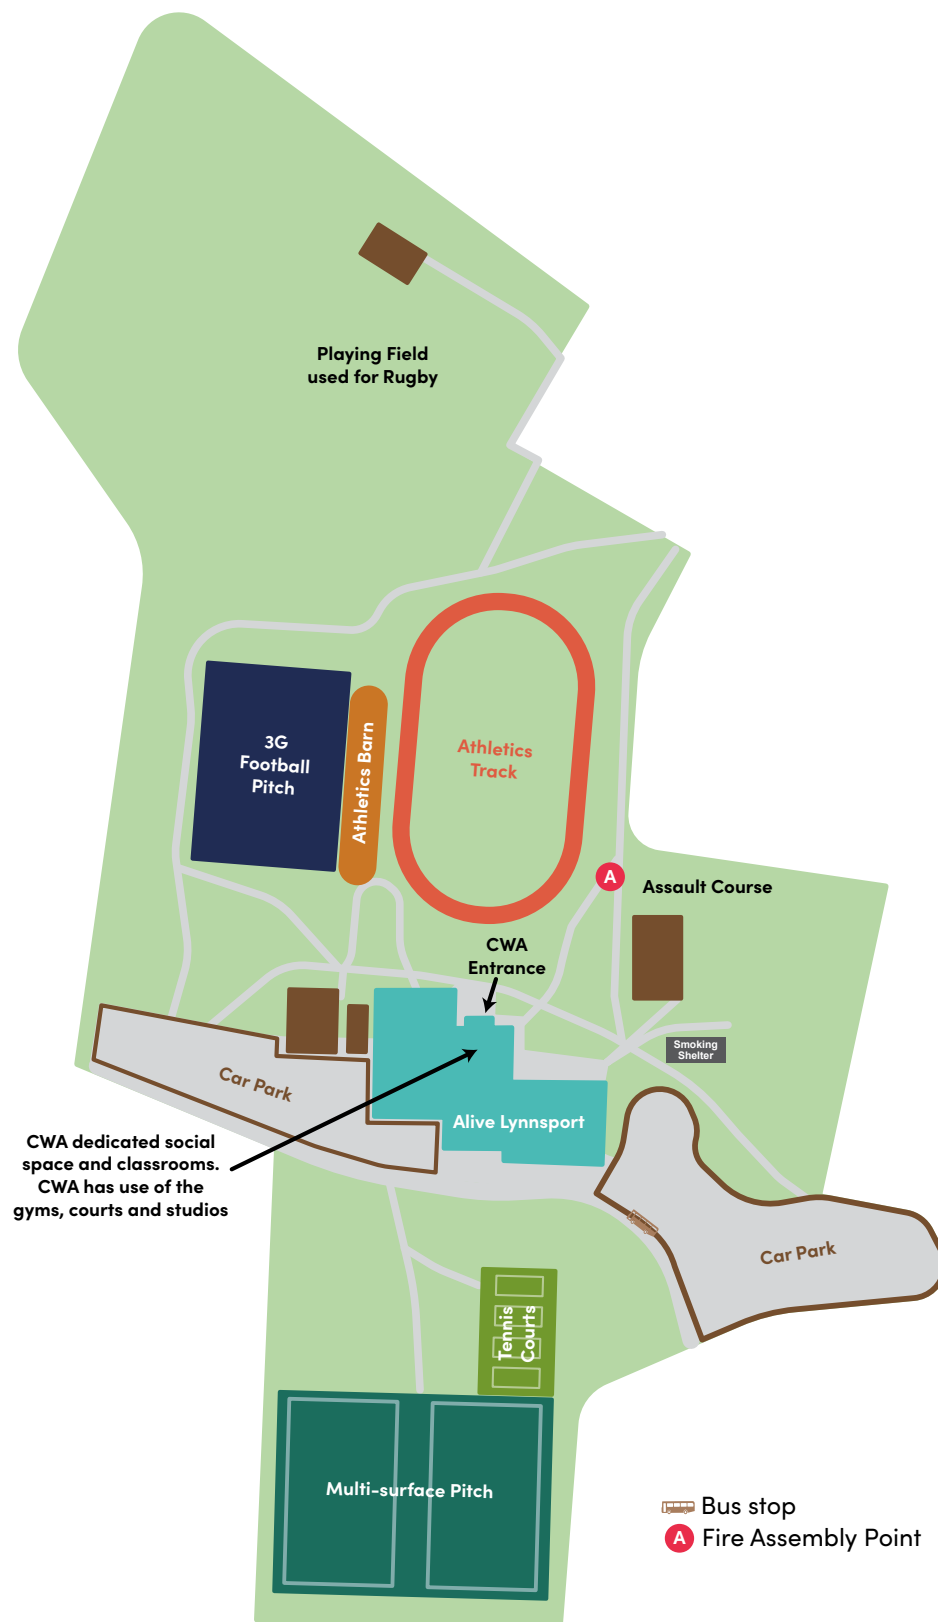 Playing Field
used for Rugby
3G
Football
Pitch
Athletics Barn
Athletics
Track
A
Assault Course
CWA
Entrance
Smoking
Shelter
Car Park
Alive Lynnsport
CWA dedicated social
space and classrooms.
CWA has use of the
gyms, courts and studios
Car Park
Tennis
Courts
Multi-surface Pitch
Bus stop
A Fire Assembly Point